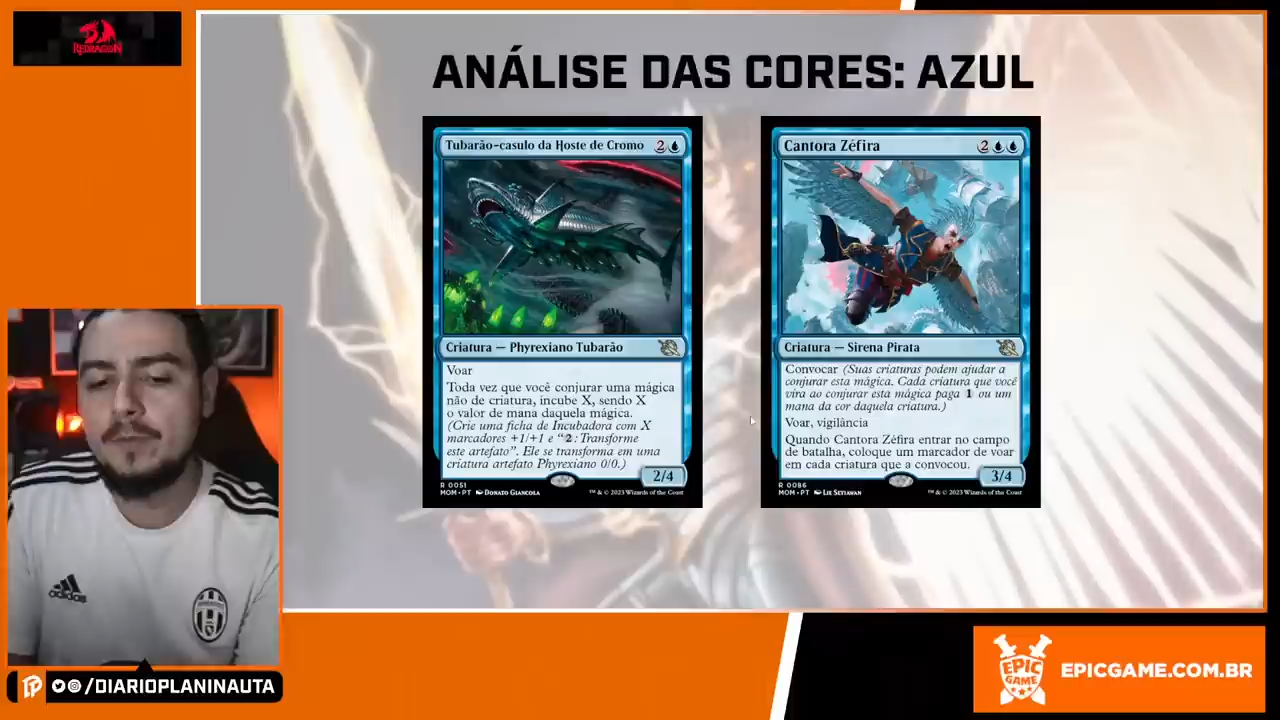 REDRAGON
ANÁLISE DAS CORES: AZUL
Tubarão-casulo da Hoste de Cromo 2
Criatura — Phyrexiano Tubarão
Voar
Toda vez que você conjurar uma mágica
não de criatura, incube X, sendo X
o valor de mana daquela mágica.
(Crie uma ficha de Incubadora com X
marcadores +1/+1 e “2: Transforme
este artefato”. Ele se transforma em uma
criatura artefato Phyrexiano 0/0.)
2/4
R 0051
MOM • PT Donato Giancola
™ & © 2023 Wizards of the Coast
Cantora Zéfira 2
Criatura — Sirena Pirata
Convocar (Suas criaturas podem ajudar a
conjurar esta mágica. Cada criatura que você
vira ao conjurar esta mágica paga 1 ou um
mana da cor daquela criatura.)
Voar, vigilância
Quando Cantora Zéfira entrar no campo
de batalha, coloque um marcador de voar
em cada criatura que a convocou.
3/4
R 0086
MOM • PT Lie Setiawan
™ & © 2023 Wizards of the Coast
adidas
/DIARIOPLANINAUTA
EPIC
GAME
EPICGAME.COM.BR